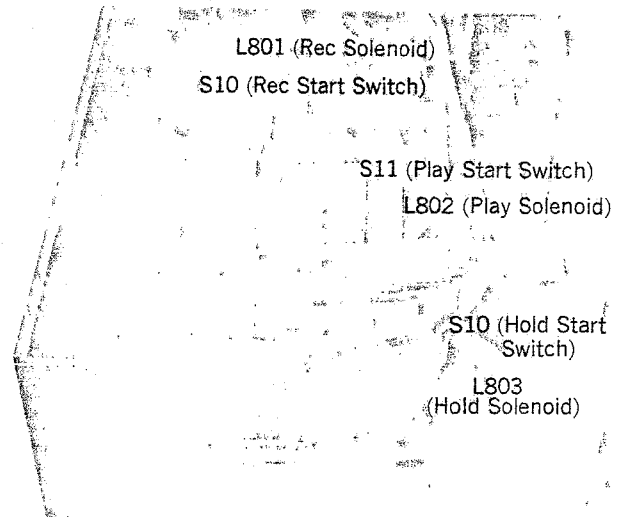 L801 (Rec Solenoid)
S10 (Rec Start Switch)
S11 (Play Start Switch)
L802 (Play Solenoid)
S10 (Hold Start
Switch)
L803
(Hold Solenoid)